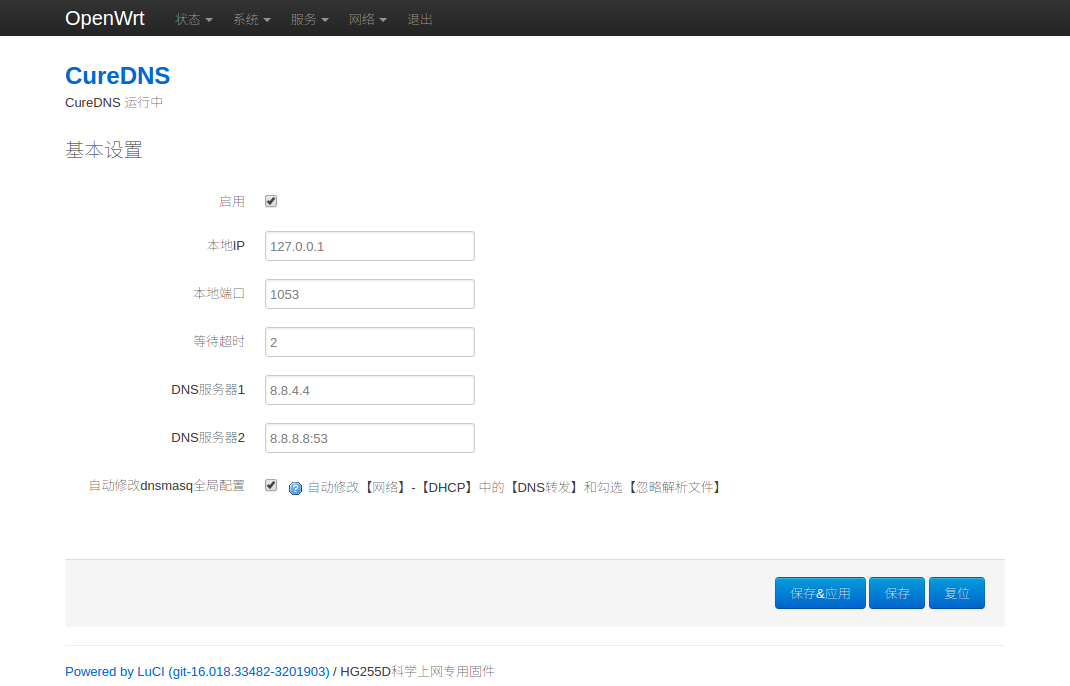 OpenWrt 状态 系统 服务 网络 退出
CureDNS
CureDNS 运行中
基本设置
启用
本地IP 127.0.0.1
本地端口 1053
等待超时 2
DNS服务器1 8.8.4.4
DNS服务器2 8.8.8.8:53
自动修改dnsmasq全局配置 自动修改【网络】-【DHCP】中的【DNS转发】和勾选【忽略解析文件】
保存&应用 保存 复位
Powered by LuCI (git-16.018.33482-3201903) / HG255D科学上网专用固件